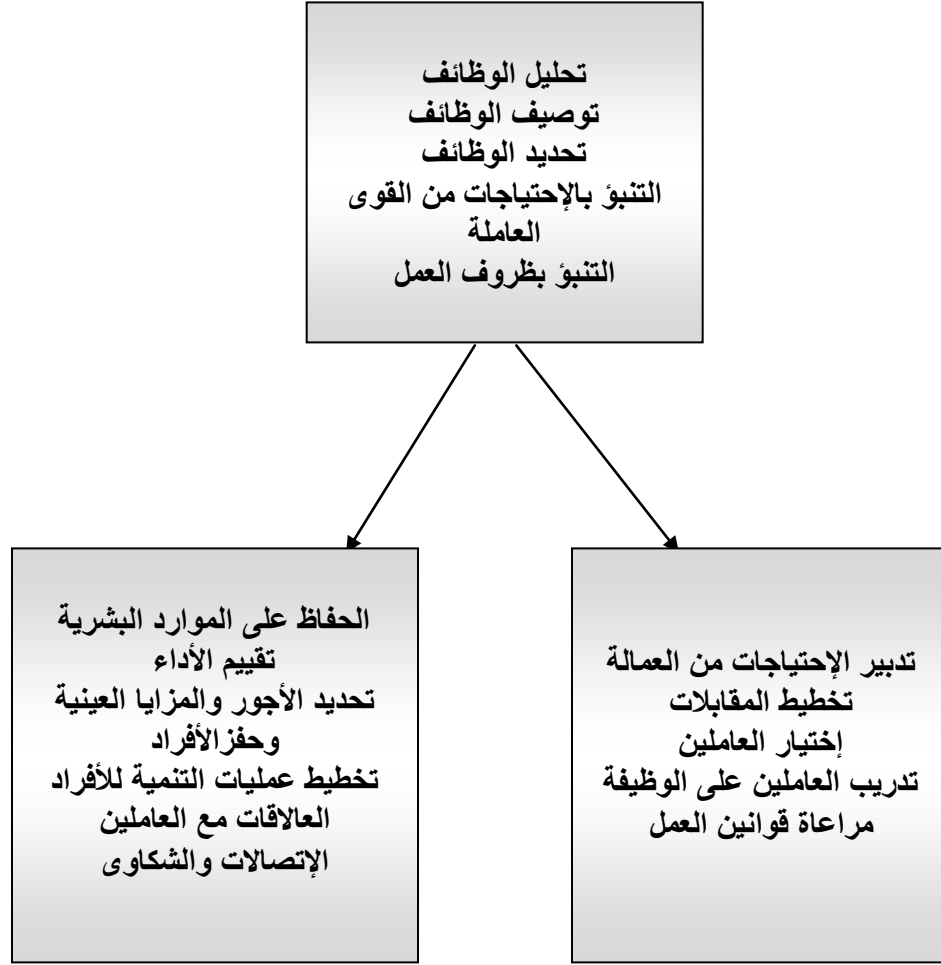 تحليل الوظائف
توصيف الوظائف
تحديد الوظائف
التنبؤ بالإحتياجات من القوى
العاملة
التنبؤ بظروف العمل
تدبير الإحتياجات من العمالة
تخطيط المقابلات
إختيار العاملين
تدريب العاملين على الوظيفة
مراعاة قوانين العمل
الحفاظ على الموارد البشرية
تقييم الأداء
تحديد الأجور والمزايا العينية
وحفزالأفراد
تخطيط عمليات التنمية للأفراد
العالاقات مع العاملين
الإتصالات والشكاوى